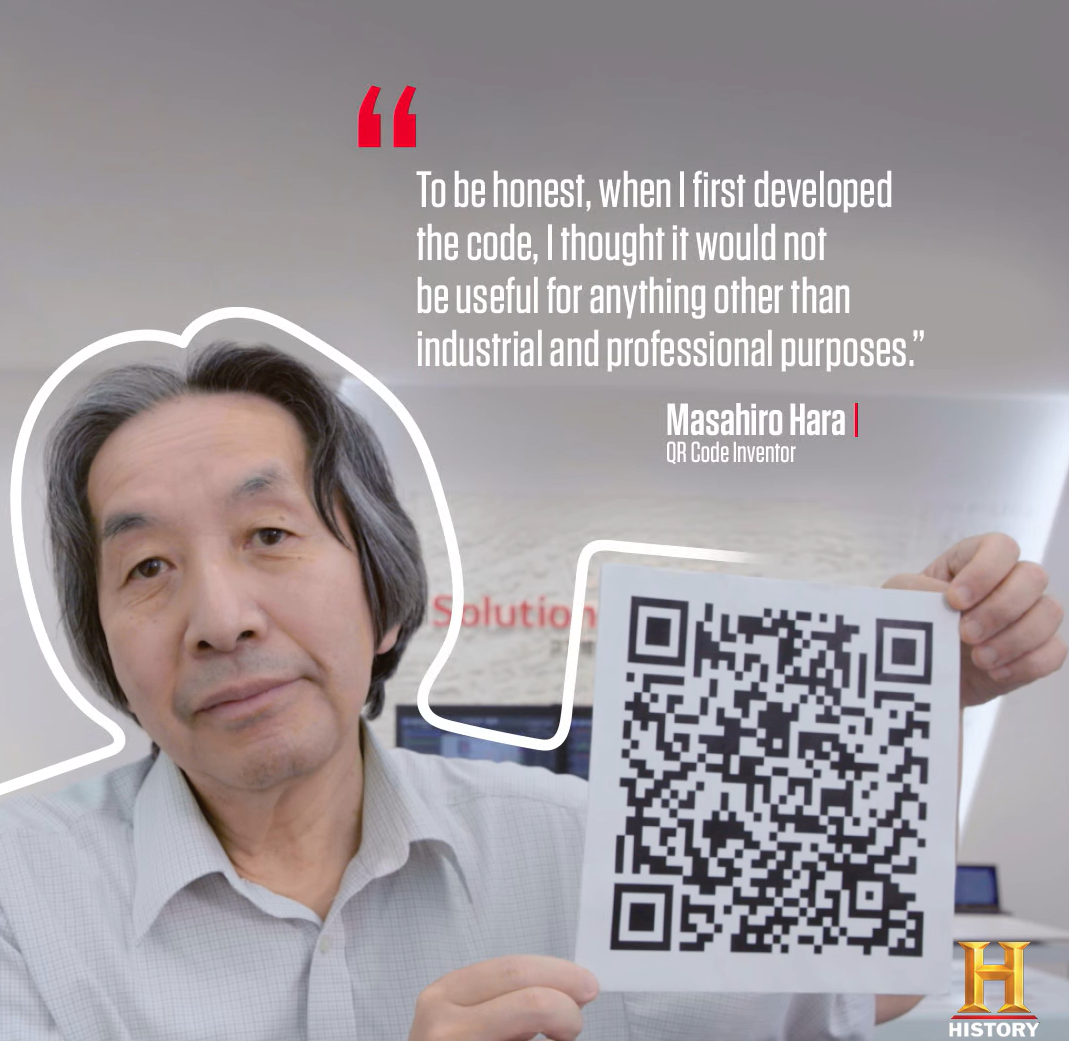 “
To be honest, when I first developed
the code, I thought it would not
be useful for anything other than
industrial and professional purposes.”
Masahiro Hara
QR Code Inventor
Solution
H
HISTORY